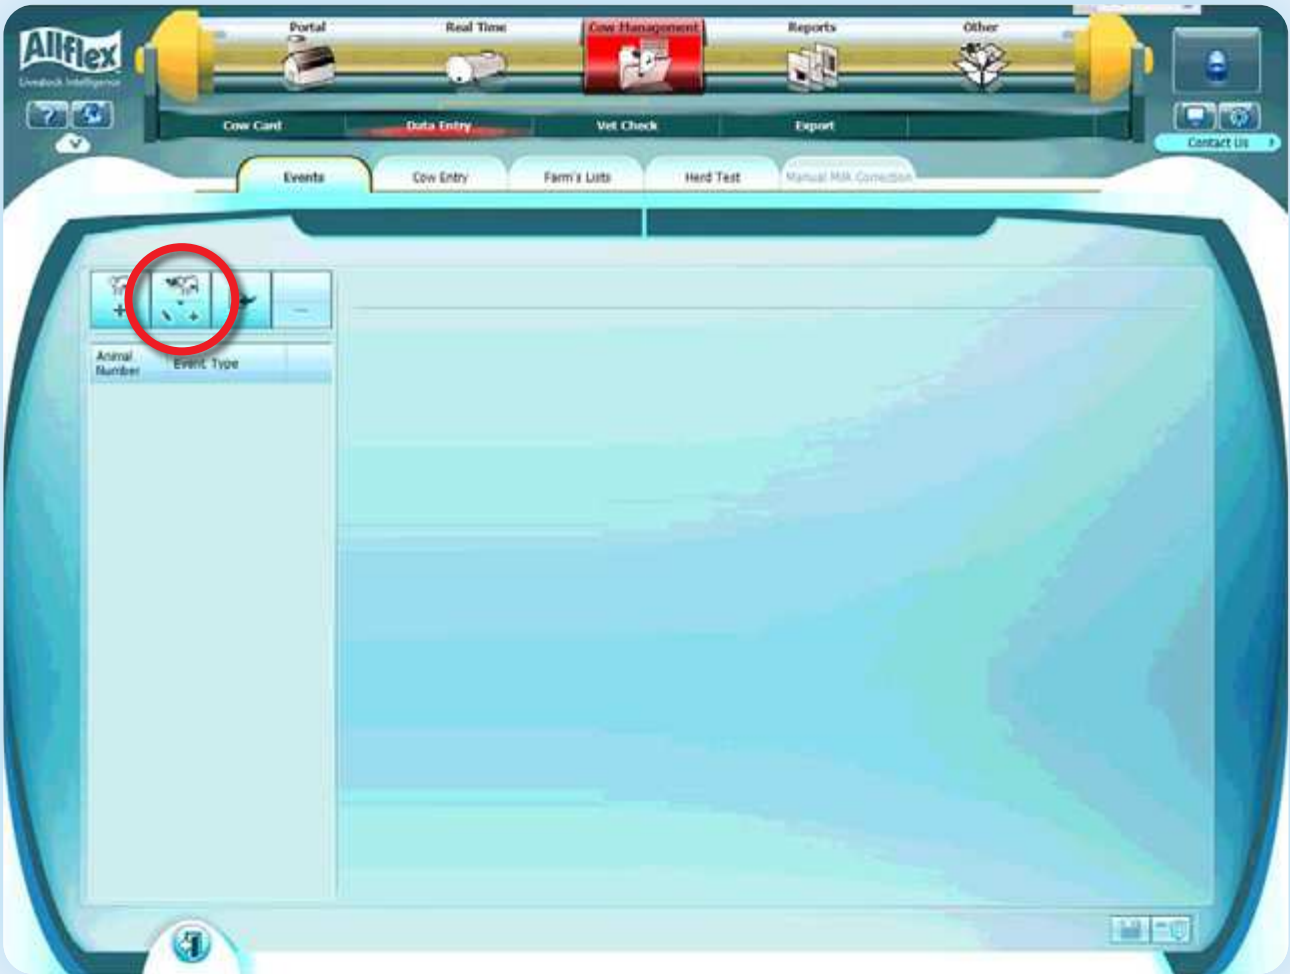 Allflex
Livestock Intelligence
Portal
Real Time
Cow Management
Reports
Other
Cow Card
Data Entry
Vet Check
Export
Contact Us
Events
Cow Entry
Farm's Lists
Herd Test
Manual Milk Correction
Animal
Number
Event Type